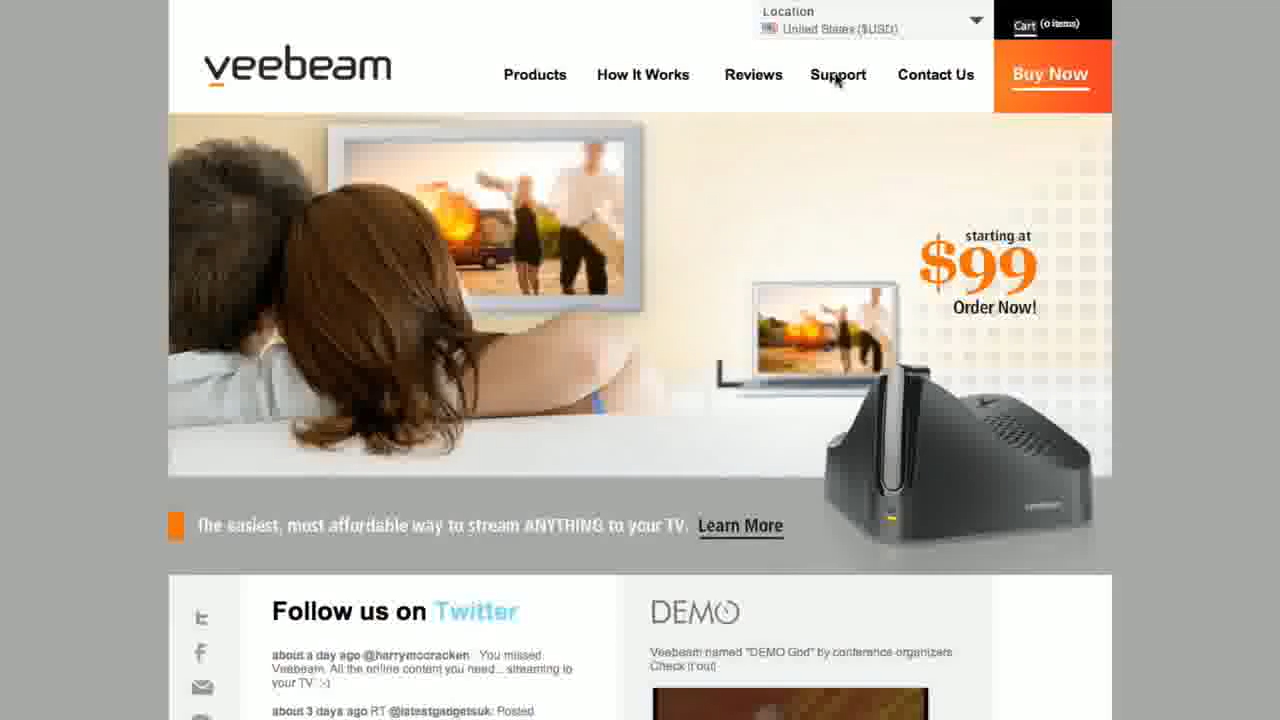 Location
United States ($USD)
Cart (0 items)
veebeam
Products How It Works Reviews Support Contact Us Buy Now
starting at
$99
Order Now!
The easiest, most affordable way to stream ANYTHING to your TV. Learn More
Follow us on Twitter
about a day ago @harrymccracken You missed
Veebeam. All the online content you need... streaming to
your TV :-)
about 3 days ago RT @latestgadgetsuk: Posted
DEMO
Veebeam named "DEMO God" by conference organizers
Check it out